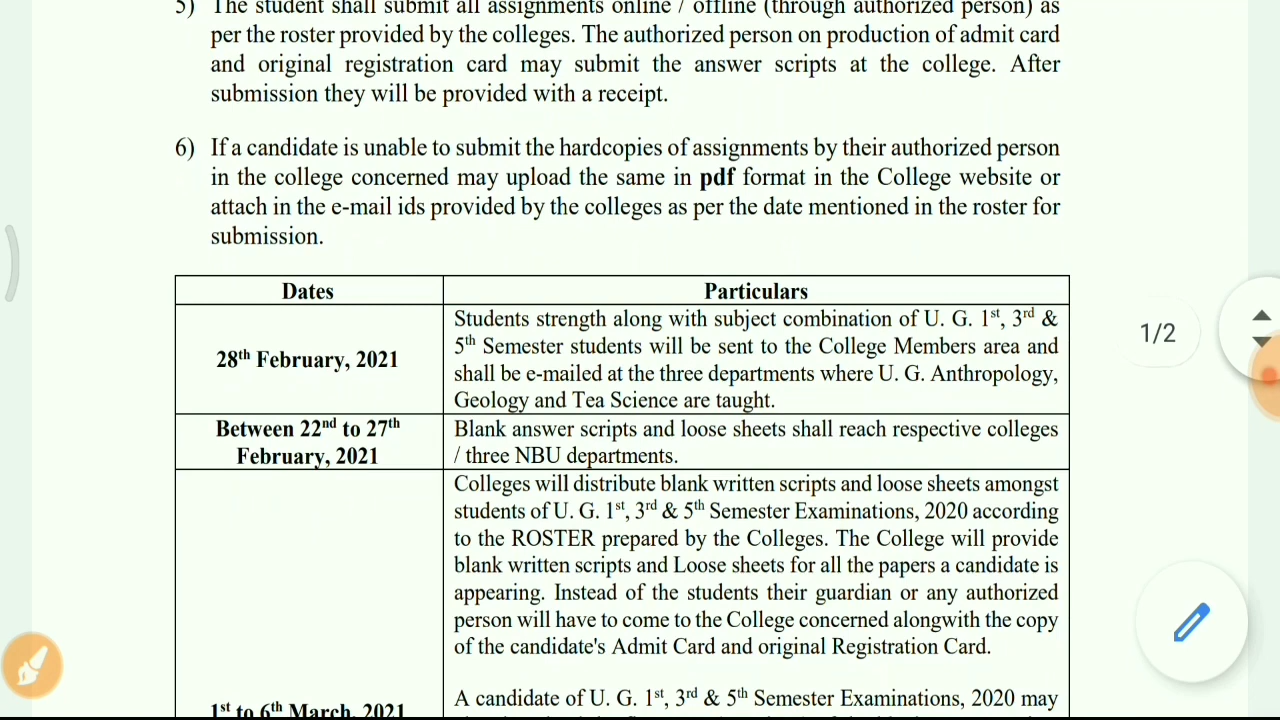 5) The student shall submit all assignments online / offline (through authorized person) as
per the roster provided by the colleges. The authorized person on production of admit card
and original registration card may submit the answer scripts at the college. After
submission they will be provided with a receipt.
6) If a candidate is unable to submit the hardcopies of assignments by their authorized person
in the college concerned may upload the same in pdf format in the College website or
attach in the e-mail ids provided by the colleges as per the date mentioned in the roster for
submission.
Dates
Particulars
28th February, 2021
Students strength along with subject combination of U. G. 1st, 3rd &
5th Semester students will be sent to the College Members area and
shall be e-mailed at the three departments where U. G. Anthropology,
Geology and Tea Science are taught.
Between 22nd to 27th
February, 2021
Blank answer scripts and loose sheets shall reach respective colleges
/ three NBU departments.
Colleges will distribute blank written scripts and loose sheets amongst
students of U. G. 1st, 3rd & 5th Semester Examinations, 2020 according
to the ROSTER prepared by the Colleges. The College will provide
blank written scripts and Loose sheets for all the papers a candidate is
appearing. Instead of the students their guardian or any authorized
person will have to come to the College concerned alongwith the copy
of the candidate's Admit Card and original Registration Card.
1st to 6th March, 2021
A candidate of U. G. 1st, 3rd & 5th Semester Examinations, 2020 may
1/2